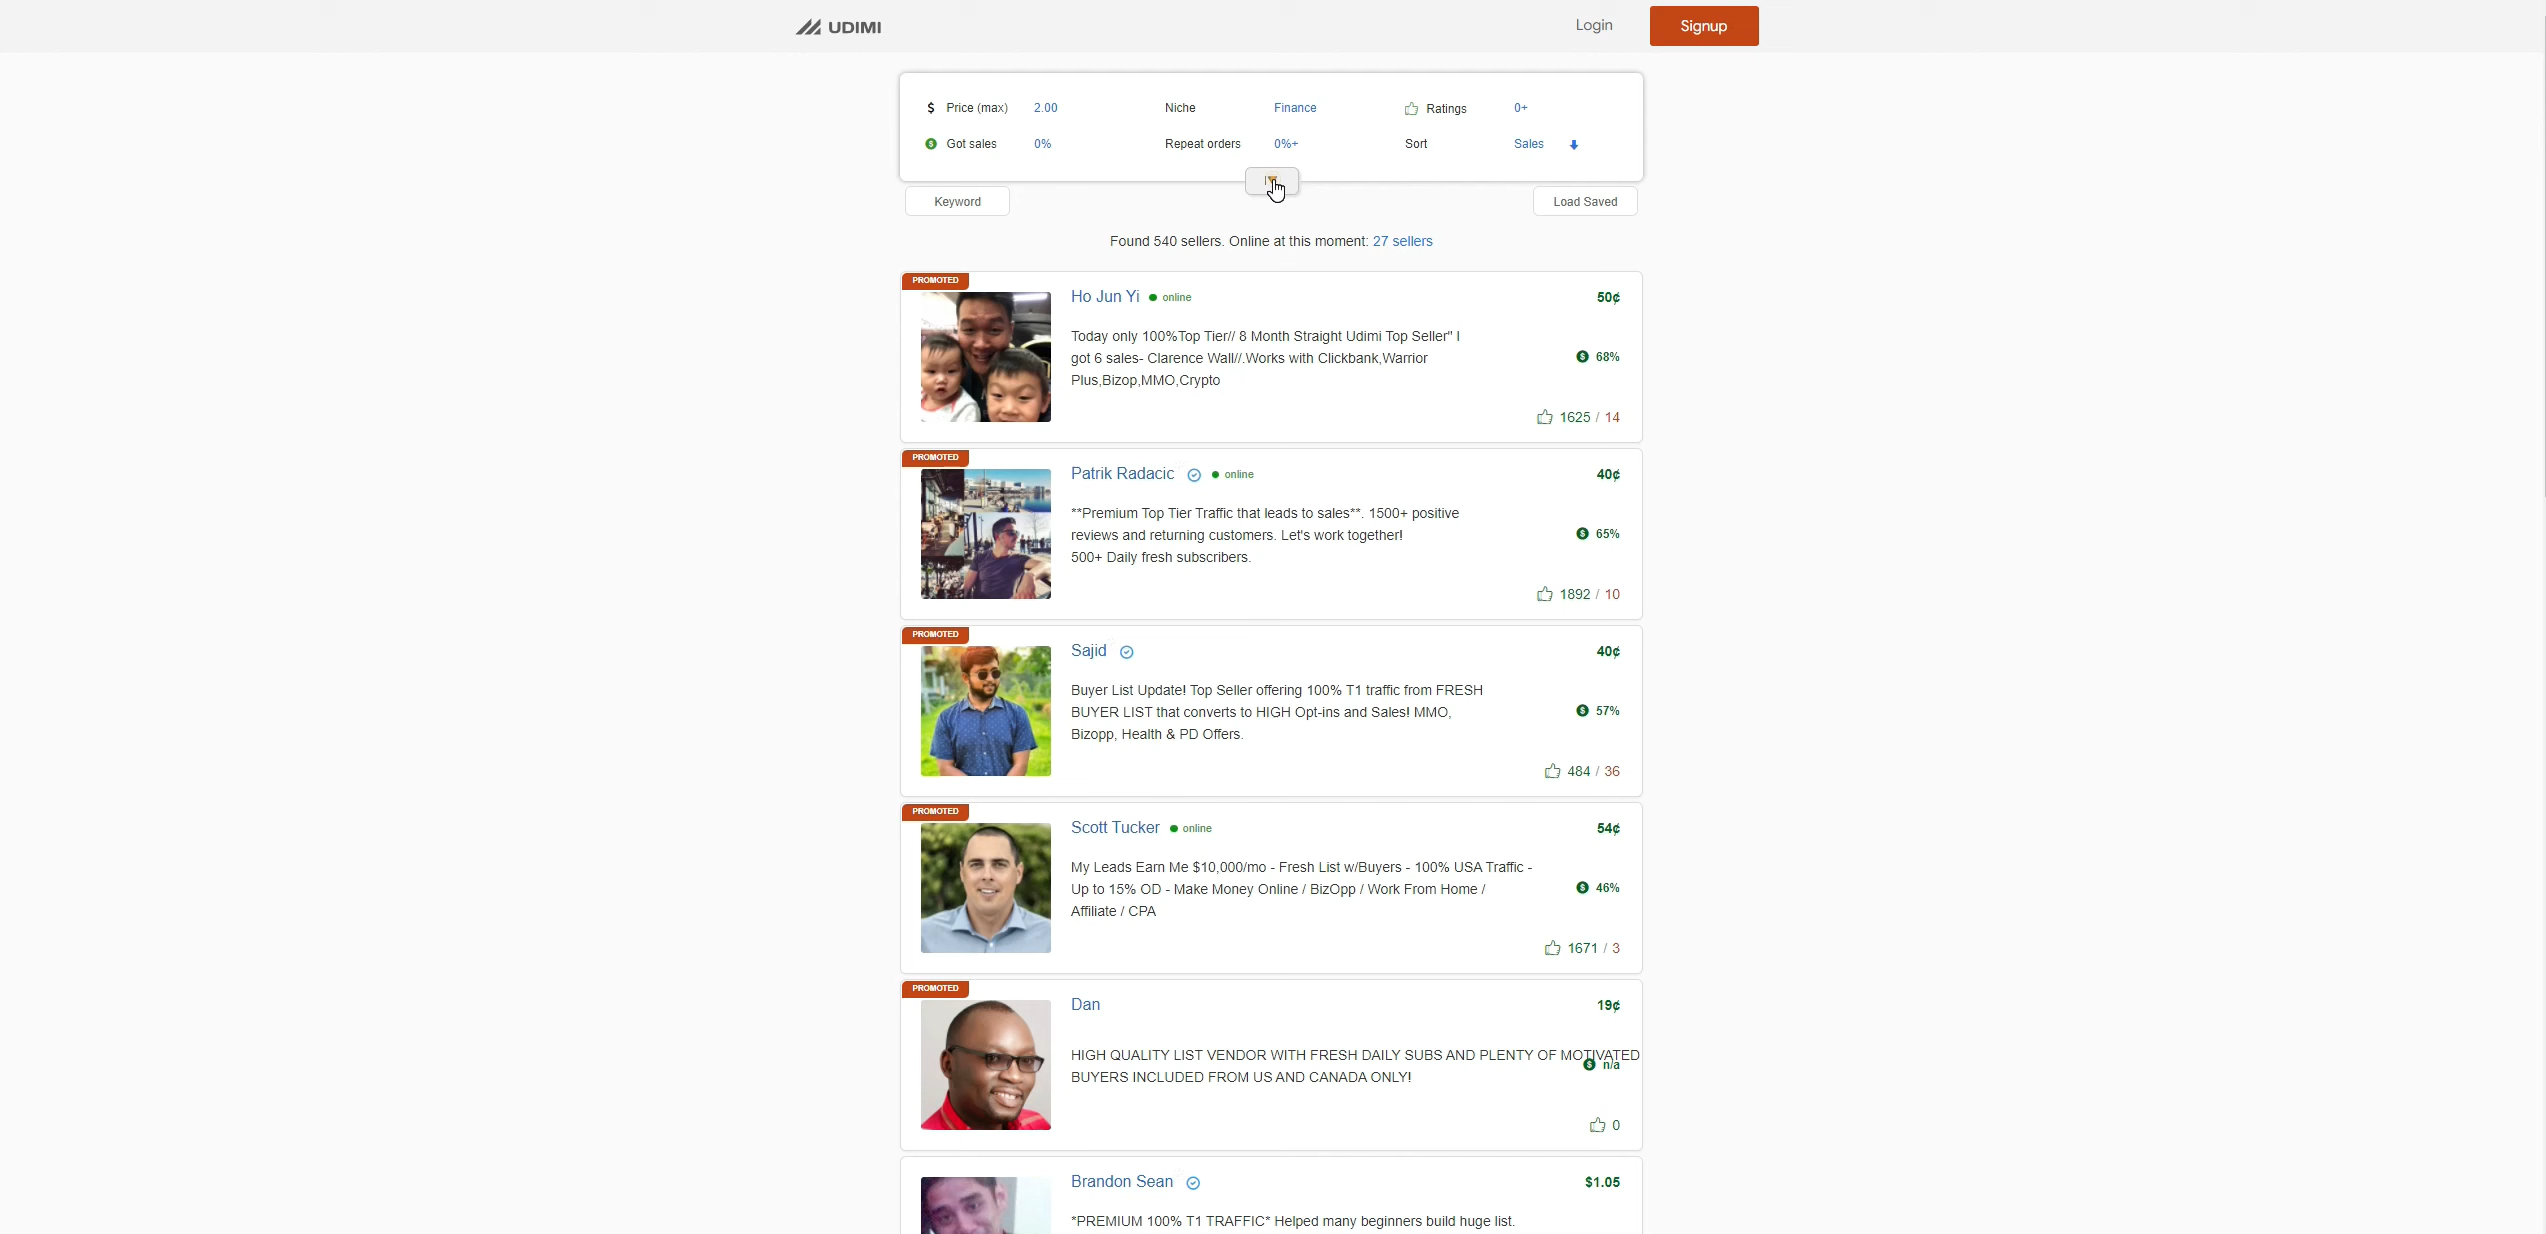 UDIMI
Login
Signup
$ Price (max) 2.00 Niche Finance Ratings 0+
Got sales 0% Repeat orders 0%+ Sort Sales
Keyword
Load Saved
Found 540 sellers. Online at this moment: 27 sellers
PROMOTED
Ho Jun Yi online 50¢
Today only 100%Top Tier// 8 Month Straight Udimi Top Seller" I
got 6 sales- Clarence Wall//.Works with Clickbank,Warrior
Plus,Bizop,MMO,Crypto
$ 68%
1625 / 14
PROMOTED
Patrik Radacic online 40¢
**Premium Top Tier Traffic that leads to sales**. 1500+ positive
reviews and returning customers. Let's work together!
500+ Daily fresh subscribers.
$ 65%
1892 / 10
PROMOTED
Sajid 40¢
Buyer List Update! Top Seller offering 100% T1 traffic from FRESH
BUYER LIST that converts to HIGH Opt-ins and Sales! MMO,
Bizopp, Health & PD Offers.
$ 57%
484 / 36
PROMOTED
Scott Tucker online 54¢
My Leads Earn Me $10,000/mo - Fresh List w/Buyers - 100% USA Traffic -
Up to 15% OD - Make Money Online / BizOpp / Work From Home /
Affiliate / CPA
$ 46%
1671 / 3
PROMOTED
Dan 19¢
HIGH QUALITY LIST VENDOR WITH FRESH DAILY SUBS AND PLENTY OF MOTIVATED
BUYERS INCLUDED FROM US AND CANADA ONLY!
$ n/a
0
Brandon Sean $1.05
*PREMIUM 100% T1 TRAFFIC* Helped many beginners build huge list.